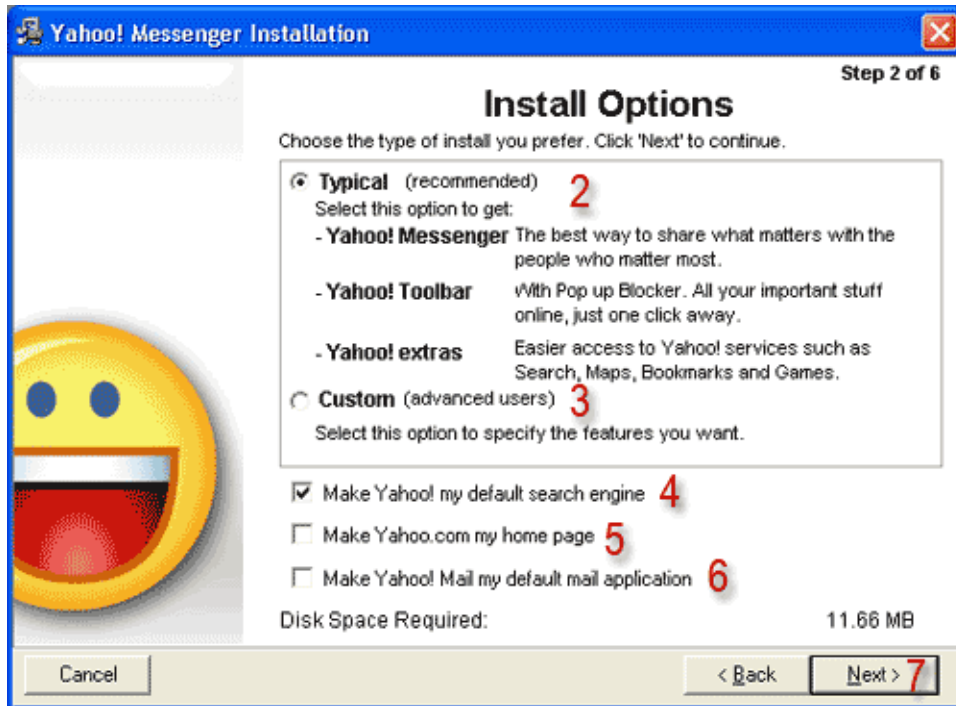 Yahoo! Messenger Installation
Step 2 of 6
Install Options
Choose the type of install you prefer. Click 'Next' to continue.
Typical (recommended) 2
Select this option to get:
- Yahoo! Messenger The best way to share what matters with the
people who matter most.
- Yahoo! Toolbar With Pop up Blocker. All your important stuff
online, just one click away.
- Yahoo! extras Easier access to Yahoo! services such as
Search, Maps, Bookmarks and Games.
Custom (advanced users) 3
Select this option to specify the features you want.
Make Yahoo! my default search engine 4
Make Yahoo.com my home page 5
Make Yahoo! Mail my default mail application 6
Disk Space Required: 11.66 MB
Cancel < Back Next > 7